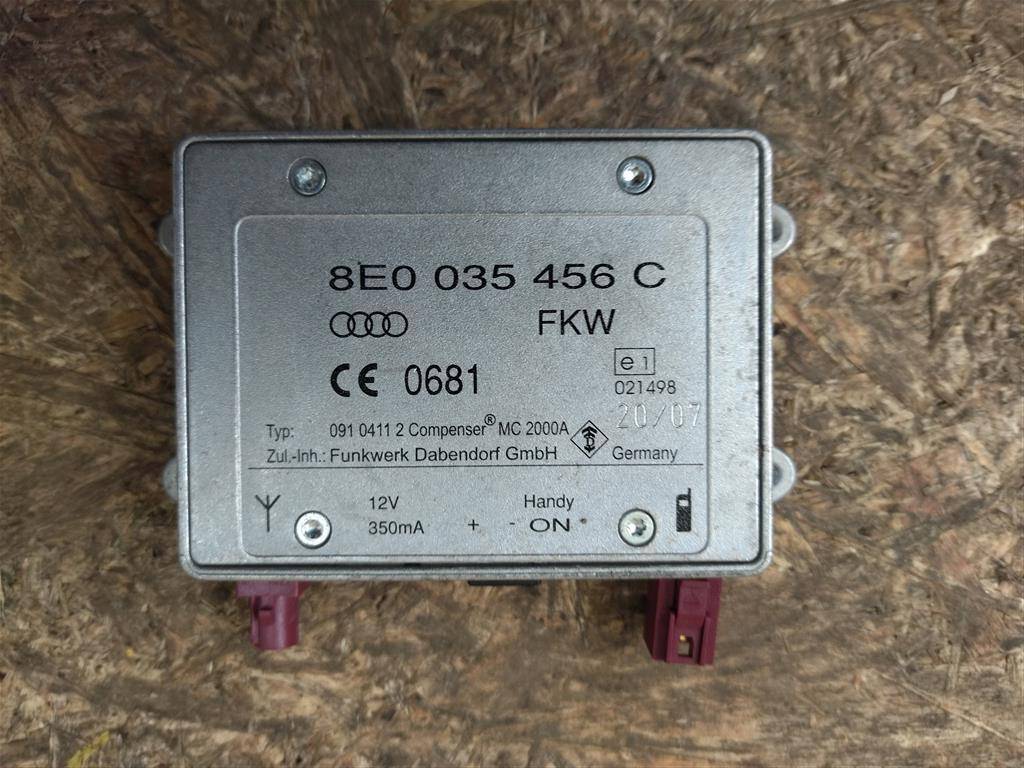 8E0 035 456 C
FKW
CE 0681
e1
021498
20/07
Typ: 091 0411 2 Compenser® MC 2000A
Zul.-Inh.: Funkwerk Dabendorf GmbH Germany
12V Handy
350mA + - ON